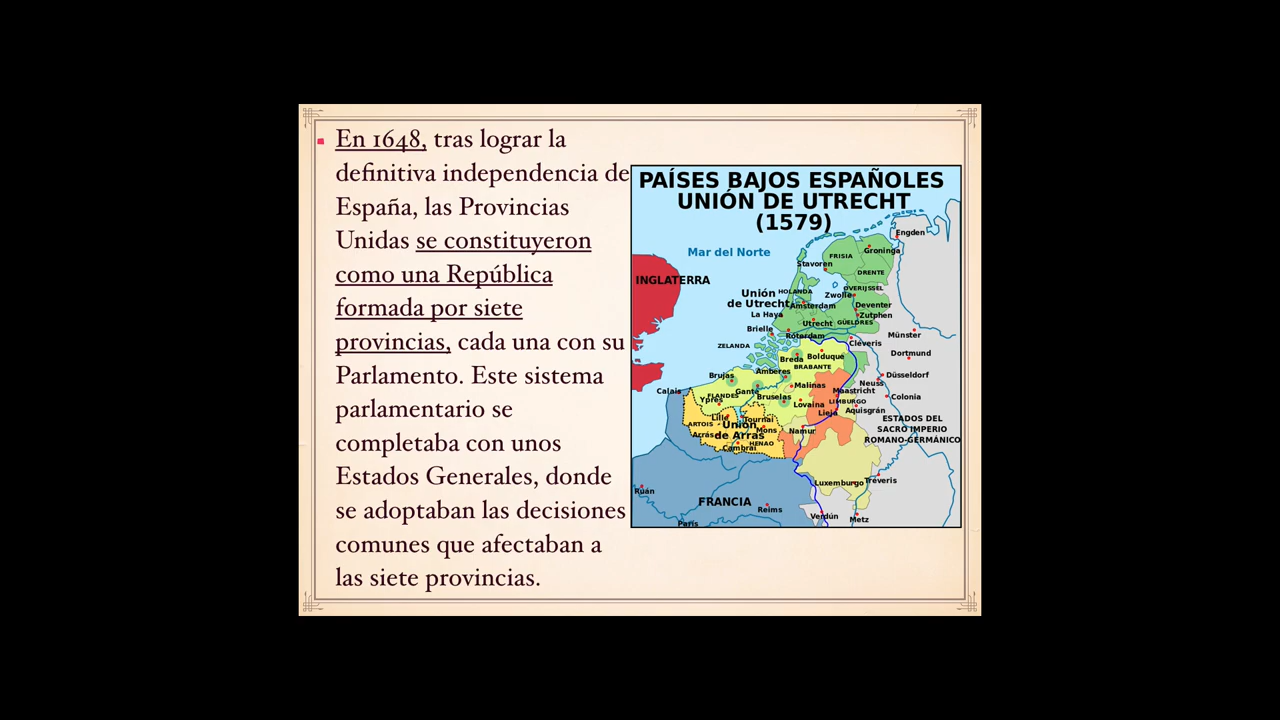 En 1648, tras lograr la
definitiva independencia de
España, las Provincias
Unidas se constituyeron
como una República
formada por siete
provincias, cada una con su
Parlamento. Este sistema
parlamentario se
completaba con unos
Estados Generales, donde
se adoptaban las decisiones
comunes que afectaban a
las siete provincias.
PAÍSES BAJOS ESPAÑOLES
UNIÓN DE UTRECHT
(1579)
Engden
Groninga
Mar del Norte
FRISIA
Stavoren
DRENTE
INGLATERRA
OVERIJSSEL
HOLANDA
Unión
de Utrecht
Zwolle
Amsterdam
Deventer
La Haya
Zutphen
Utrecht
GÜELDRES
Brielle
Róterdam
Münster
ZELANDA
Cléveris
Dortmund
Breda
Bolduque
BRABANTE
Amberes
Brujas
Düsseldorf
Neuss
Malinas
Calais
Gante
Maastricht
FLANDES
Ypres
Bruselas
Colonia
LIMBURGO
Lovaina
Aquisgrán
Lieja
Lille
Tournai
ESTADOS DEL
SACRO IMPERIO
ROMANO-GERMÁNICO
ARTOIS
Unión
de Arras
Mons
Namur
Arrás
HENAO
Cambrai
Luxemburgo
Tréveris
Ruán
FRANCIA
Reims
Verdún
Metz
París